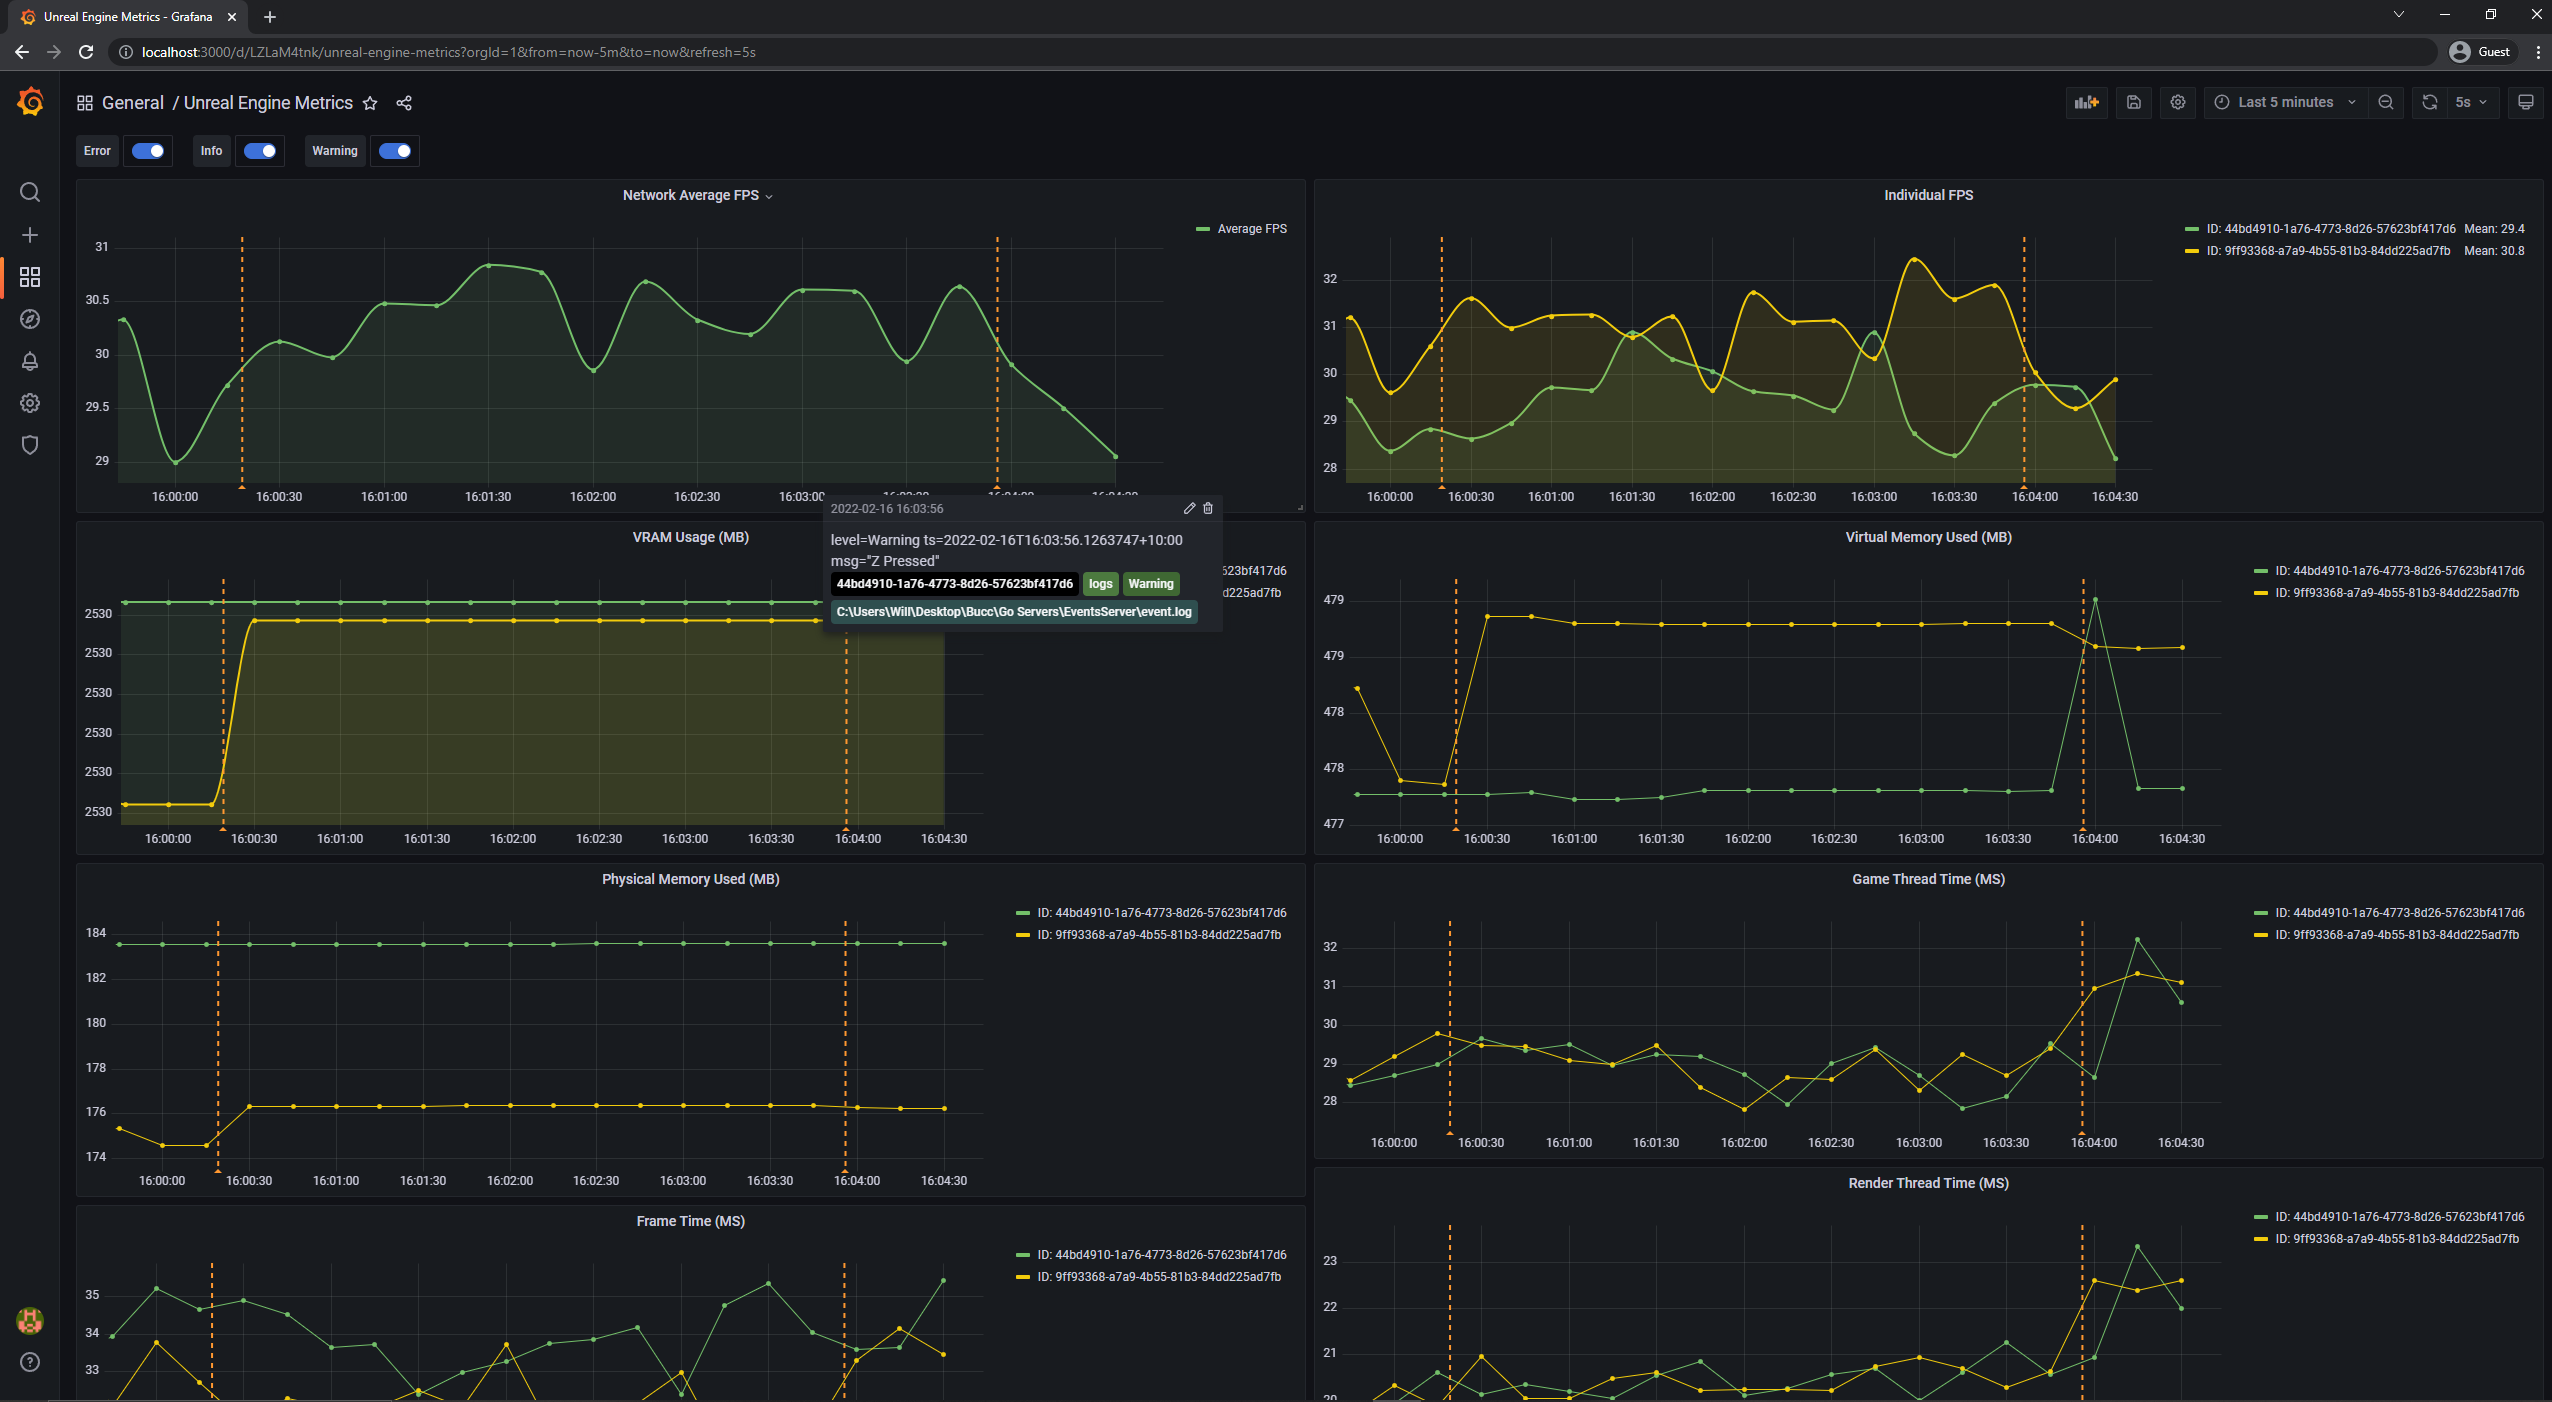 Unreal Engine Metrics - Grafana
localhost:3000/d/LZLaM4tnk/unreal-engine-metrics?orgId=1&from=now-5m&to=now&refresh=5s
Guest
General / Unreal Engine Metrics
Last 5 minutes
5s
Error
Info
Warning
Network Average FPS
Average FPS
31
30.5
30
29.5
29
16:00:00 16:00:30 16:01:00 16:01:30 16:02:00 16:02:30 16:03:00
Individual FPS
ID: 44bd4910-1a76-4773-8d26-57623bf417d6 Mean: 29.4
ID: 9ff93368-a7a9-4b55-81b3-84dd225ad7fb Mean: 30.8
32
31
30
29
28
16:00:00 16:00:30 16:01:00 16:01:30 16:02:00 16:02:30 16:03:00 16:03:30 16:04:00 16:04:30
2022-02-16 16:03:56
level=Warning ts=2022-02-16T16:03:56.1263747+10:00
msg="Z Pressed"
44bd4910-1a76-4773-8d26-57623bf417d6 logs Warning
C:\Users\Will\Desktop\Bucc\Go Servers\EventsServer\event.log
VRAM Usage (MB)
623bf417d6
d225ad7fb
2530
2530
2530
2530
2530
2530
16:00:00 16:00:30 16:01:00 16:01:30 16:02:00 16:02:30 16:03:00 16:03:30 16:04:00 16:04:30
Virtual Memory Used (MB)
ID: 44bd4910-1a76-4773-8d26-57623bf417d6
ID: 9ff93368-a7a9-4b55-81b3-84dd225ad7fb
479
479
478
478
477
16:00:00 16:00:30 16:01:00 16:01:30 16:02:00 16:02:30 16:03:00 16:03:30 16:04:00 16:04:30
Physical Memory Used (MB)
ID: 44bd4910-1a76-4773-8d26-57623bf417d6
ID: 9ff93368-a7a9-4b55-81b3-84dd225ad7fb
184
182
180
178
176
174
16:00:00 16:00:30 16:01:00 16:01:30 16:02:00 16:02:30 16:03:00 16:03:30 16:04:00 16:04:30
Game Thread Time (MS)
ID: 44bd4910-1a76-4773-8d26-57623bf417d6
ID: 9ff93368-a7a9-4b55-81b3-84dd225ad7fb
32
31
30
29
28
16:00:00 16:00:30 16:01:00 16:01:30 16:02:00 16:02:30 16:03:00 16:03:30 16:04:00 16:04:30
Frame Time (MS)
ID: 44bd4910-1a76-4773-8d26-57623bf417d6
ID: 9ff93368-a7a9-4b55-81b3-84dd225ad7fb
35
34
33
Render Thread Time (MS)
ID: 44bd4910-1a76-4773-8d26-57623bf417d6
ID: 9ff93368-a7a9-4b55-81b3-84dd225ad7fb
23
22
21
20